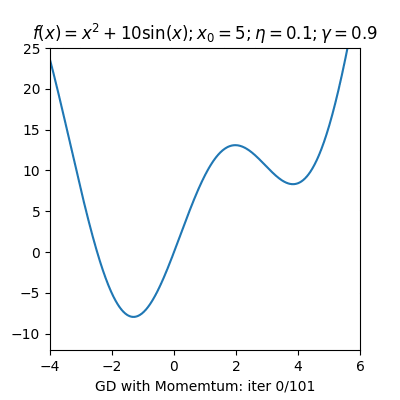 f(x) = x² + 10sin(x); x₀ = 5; η = 0.1; γ = 0.9
25
20
15
10
5
0
−5
−10
−4 −2 0 2 4 6
GD with Momemtum: iter 0/101